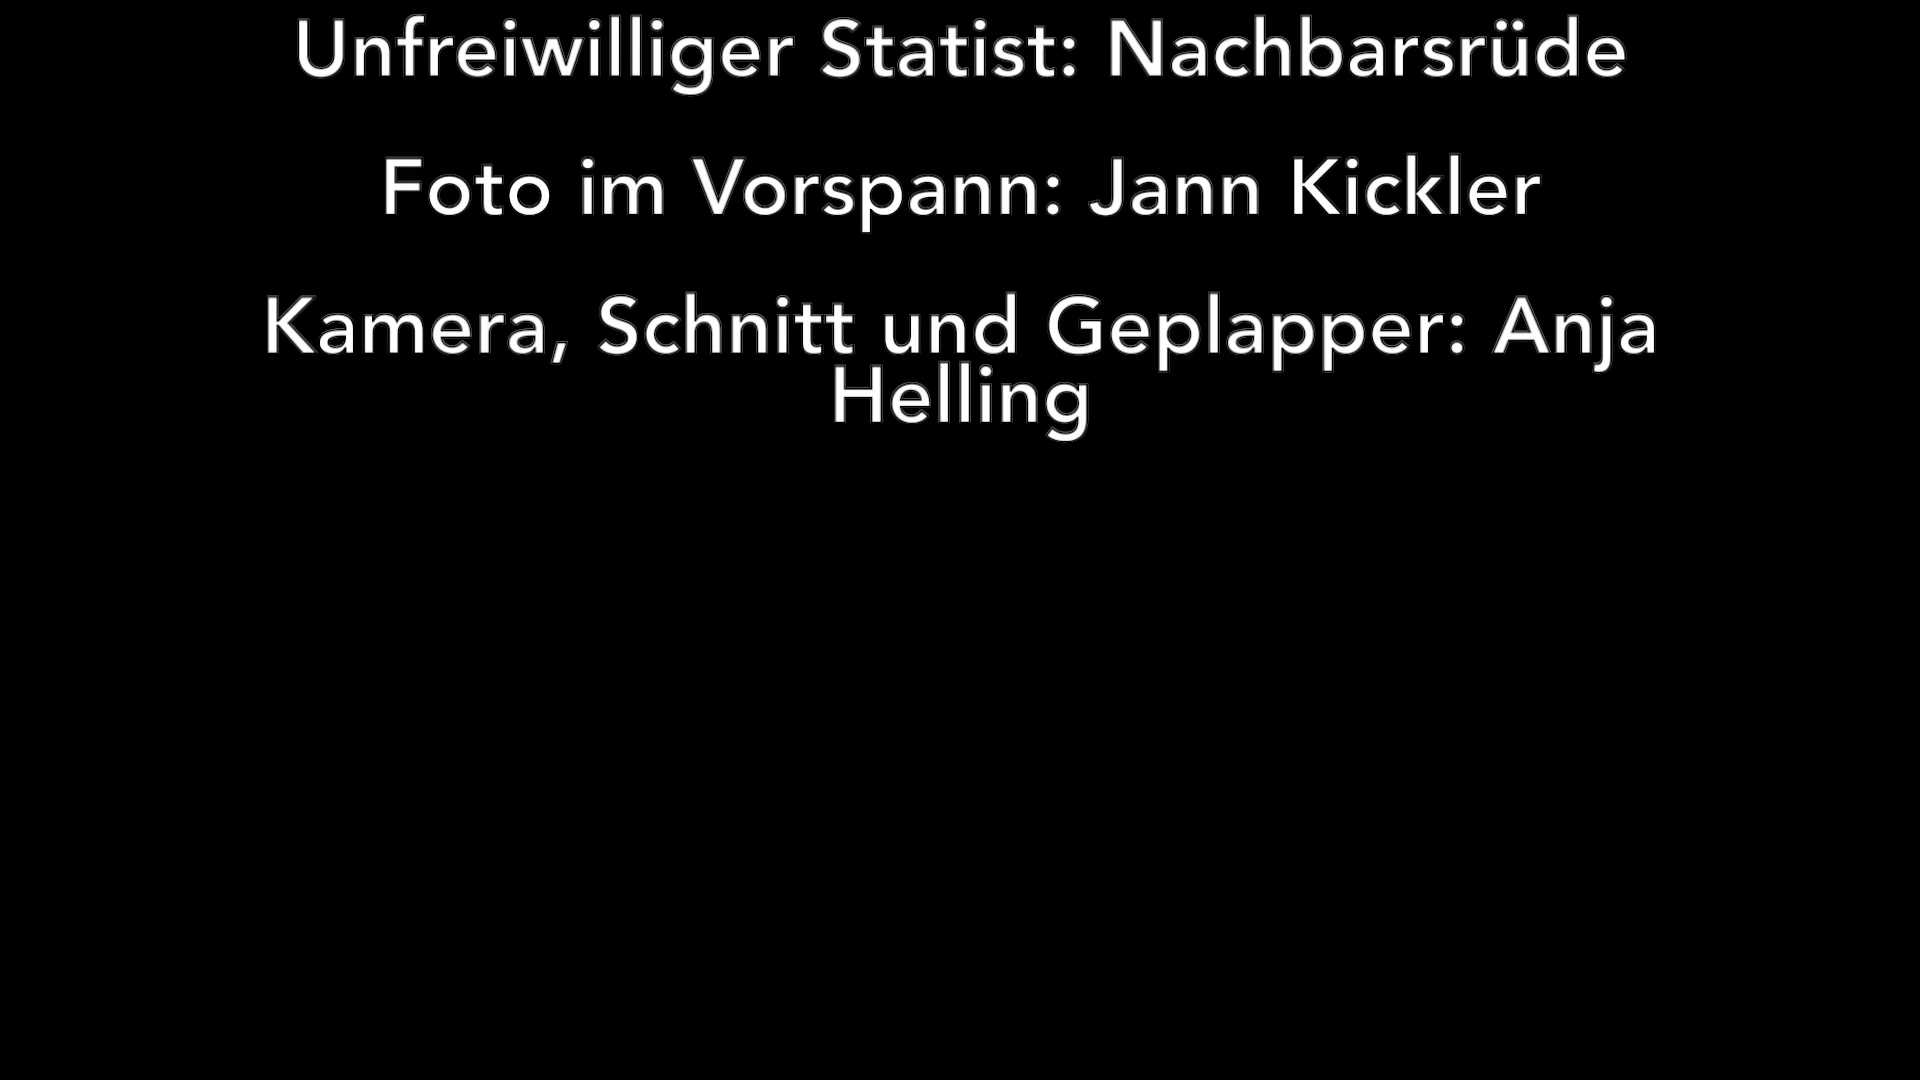 Unfreiwilliger Statist: Nachbarsrüde
Foto im Vorspann: Jann Kickler
Kamera, Schnitt und Geplapper: Anja
Helling